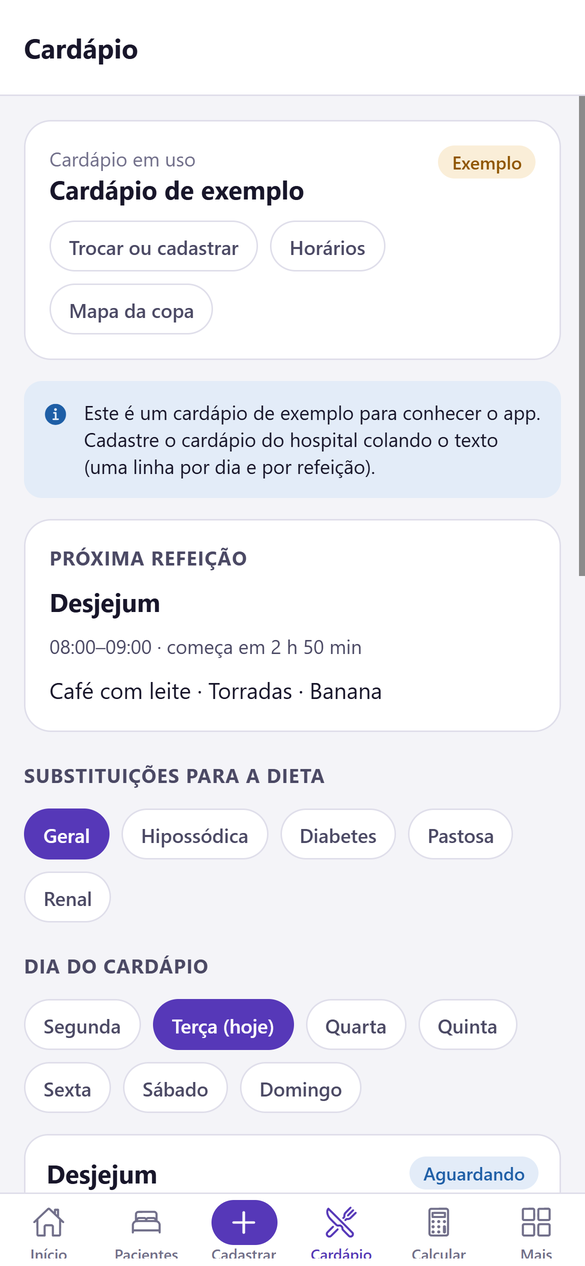 Cardápio
Cardápio em uso
Exemplo
Cardápio de exemplo
Trocar ou cadastrar
Horários
Mapa da copa
Este é um cardápio de exemplo para conhecer o app.
Cadastre o cardápio do hospital colando o texto
(uma linha por dia e por refeição).
PRÓXIMA REFEIÇÃO
Desjejum
08:00–09:00 · começa em 2 h 50 min
Café com leite · Torradas · Banana
SUBSTITUIÇÕES PARA A DIETA
Geral
Hipossódica
Diabetes
Pastosa
Renal
DIA DO CARDÁPIO
Segunda
Terça (hoje)
Quarta
Quinta
Sexta
Sábado
Domingo
Desjejum
Aguardando
Início
Pacientes
Cadastrar
Cardápio
Calcular
Mais